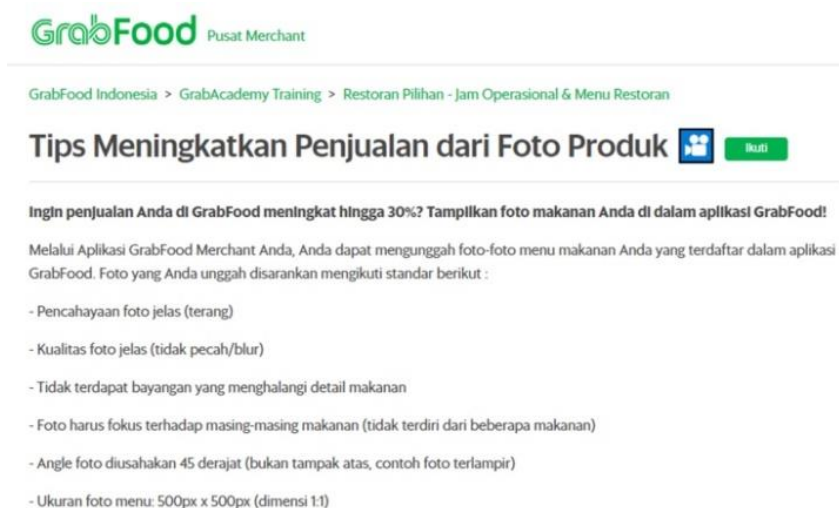 GrabFood Pusat Merchant
GrabFood Indonesia > GrabAcademy Training > Restoran Pilihan - Jam Operasional & Menu Restoran
Tips Meningkatkan Penjualan dari Foto Produk Ikuti
Ingin penjualan Anda di GrabFood meningkat hingga 30%? Tampilkan foto makanan Anda di dalam aplikasi GrabFood!
Melalui Aplikasi GrabFood Merchant Anda, Anda dapat mengunggah foto-foto menu makanan Anda yang terdaftar dalam aplikasi
GrabFood. Foto yang Anda unggah disarankan mengikuti standar berikut :
- Pencahayaan foto jelas (terang)
- Kualitas foto jelas (tidak pecah/blur)
- Tidak terdapat bayangan yang menghalangi detail makanan
- Foto harus fokus terhadap masing-masing makanan (tidak terdiri dari beberapa makanan)
- Angle foto diusahakan 45 derajat (bukan tampak atas, contoh foto terlampir)
- Ukuran foto menu: 500px x 500px (dimensi 1:1)